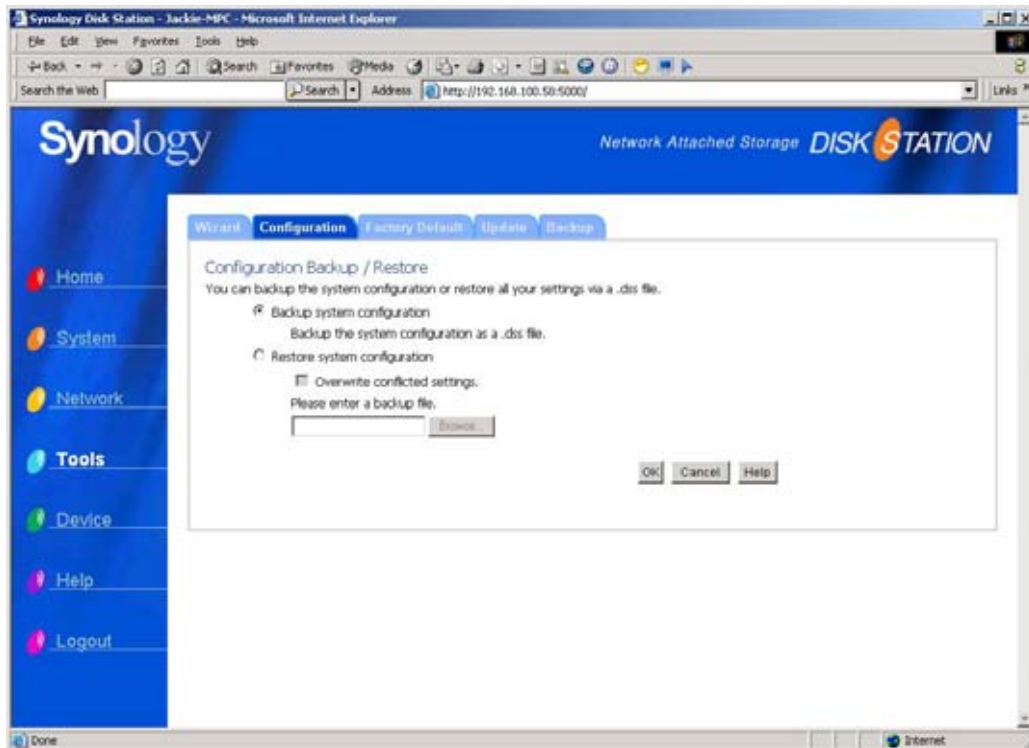 Synology Disk Station - Jackie-MPC - Microsoft Internet Explorer
File Edit View Favorites Tools Help
Back Search Favorites Media
Search the Web Search Address http://192.168.100.50:5000/ Links »
Synology
Network Attached Storage DISK STATION
Wizard Configuration Factory Default Update Backup
Home
System
Network
Tools
Device
Help
Logout
Configuration Backup / Restore
You can backup the system configuration or restore all your settings via a .dss file.
Backup system configuration
Backup the system configuration as a .dss file.
Restore system configuration
Overwrite conflicted settings.
Please enter a backup file.
Browse...
OK Cancel Help
Done Internet